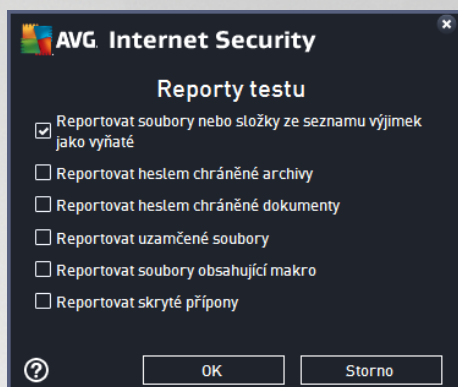 AVG. Internet Security
Reporty testu
Reportovat soubory nebo složky ze seznamu výjimek
jako vyňaté
Reportovat heslem chráněné archivy
Reportovat heslem chráněné dokumenty
Reportovat uzamčené soubory
Reportovat soubory obsahující makro
Reportovat skryté přípony
?
OK
Storno